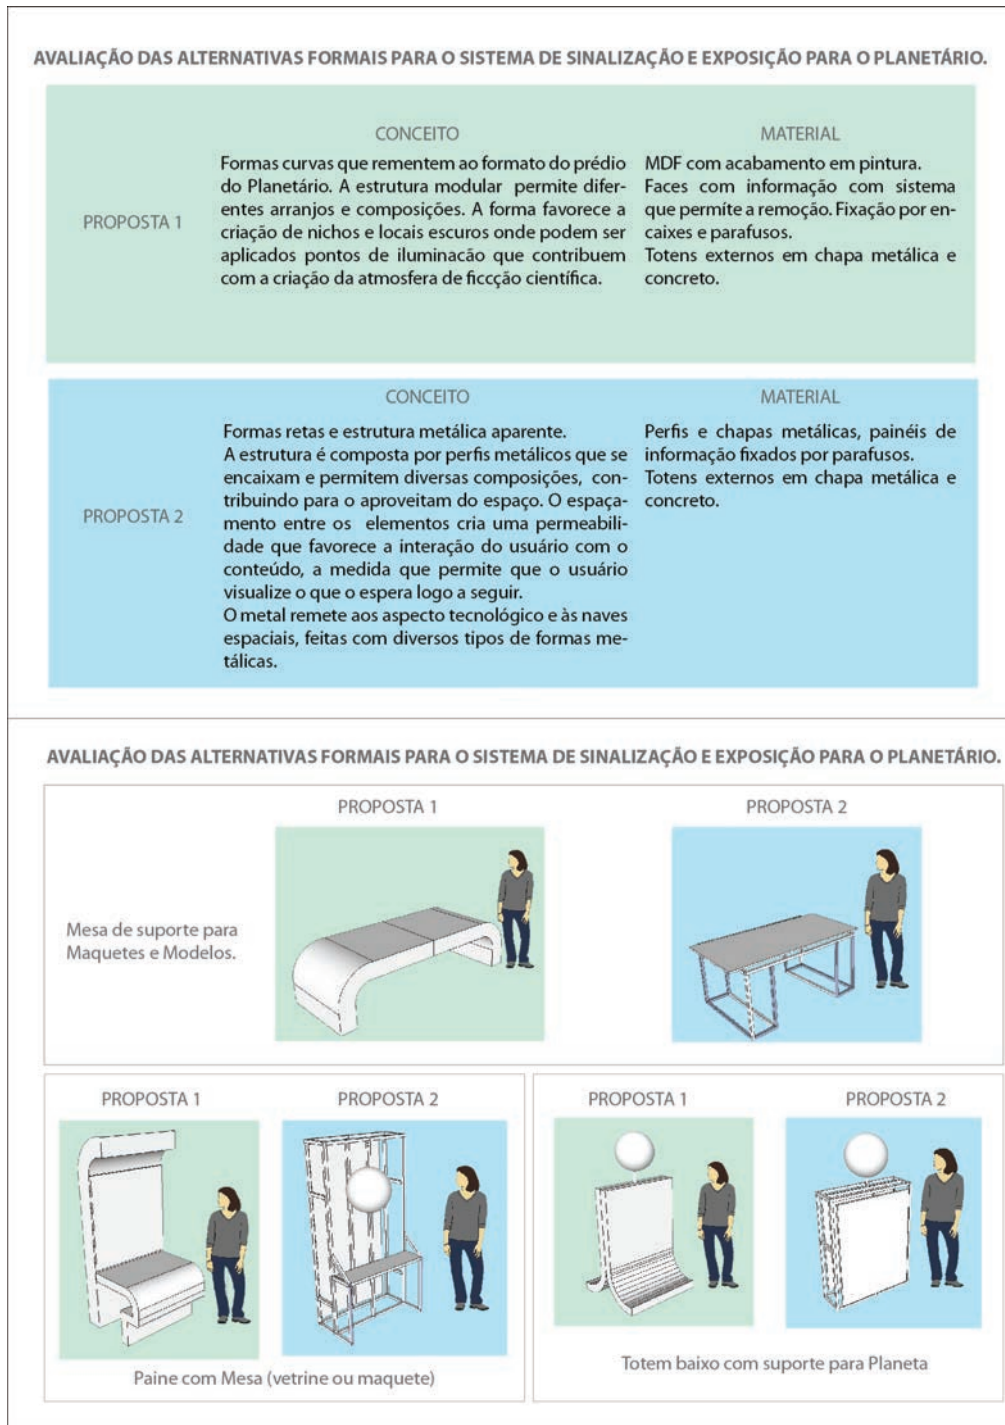 AVALIAÇÃO DAS ALTERNATIVAS FORMAIS PARA O SISTEMA DE SINALIZAÇÃO E EXPOSIÇÃO PARA O PLANETÁRIO.
PROPOSTA 1
CONCEITO
Formas curvas que rementem ao formato do prédio
do Planetário. A estrutura modular permite difer-
entes arranjos e composições. A forma favorece a
criação de nichos e locais escuros onde podem ser
aplicados pontos de iluminacão que contribuem
com a criação da atmosfera de ficcção científica.
MATERIAL
MDF com acabamento em pintura.
Faces com informação com sistema
que permíte a remoção. Fixação por en-
caixes e parafusos.
Totens externos em chapa metálica e
concreto.
PROPOSTA 2
CONCEITO
Formas retas e estrutura metálica aparente.
A estrutura é composta por perfis metálicos que se
encaixam e permitem diversas composições, con-
tribuindo para o aproveitam do espaço. O espaça-
mento entre os elementos cria uma permeabili-
dade que favorece a interação do usuário com o
conteúdo, a medida que permite que o usuário
visualize o que o espera logo a seguir.
O metal remete aos aspecto tecnológico e às naves
espaciais, feitas com diversos tipos de formas me-
tálicas.
MATERIAL
Perfis e chapas metálicas, painéis de
informação fixados por parafusos.
Totens externos em chapa metálica e
concreto.
AVALIAÇÃO DAS ALTERNATIVAS FORMAIS PARA O SISTEMA DE SINALIZAÇÃO E EXPOSIÇÃO PARA O PLANETÁRIO.
PROPOSTA 1
PROPOSTA 2
Mesa de suporte para
Maquetes e Modelos.
PROPOSTA 1
PROPOSTA 2
Paine com Mesa (vetrine ou maquete)
PROPOSTA 1
PROPOSTA 2
Totem baixo com suporte para Planeta